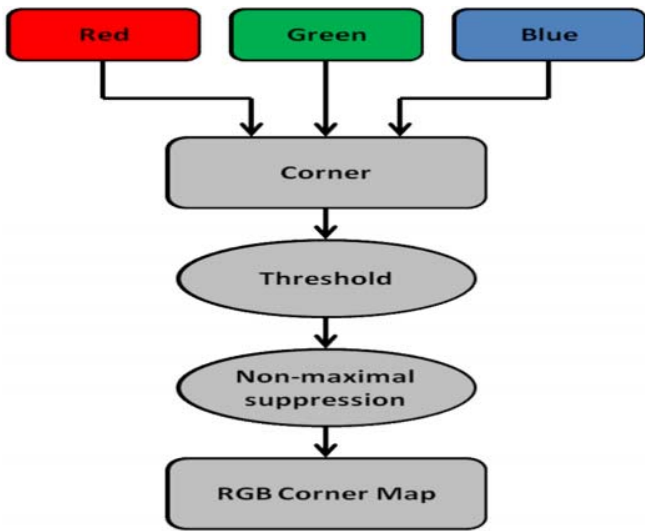 Red
Green
Blue
Corner
Threshold
Non-maximal
suppression
RGB Corner Map